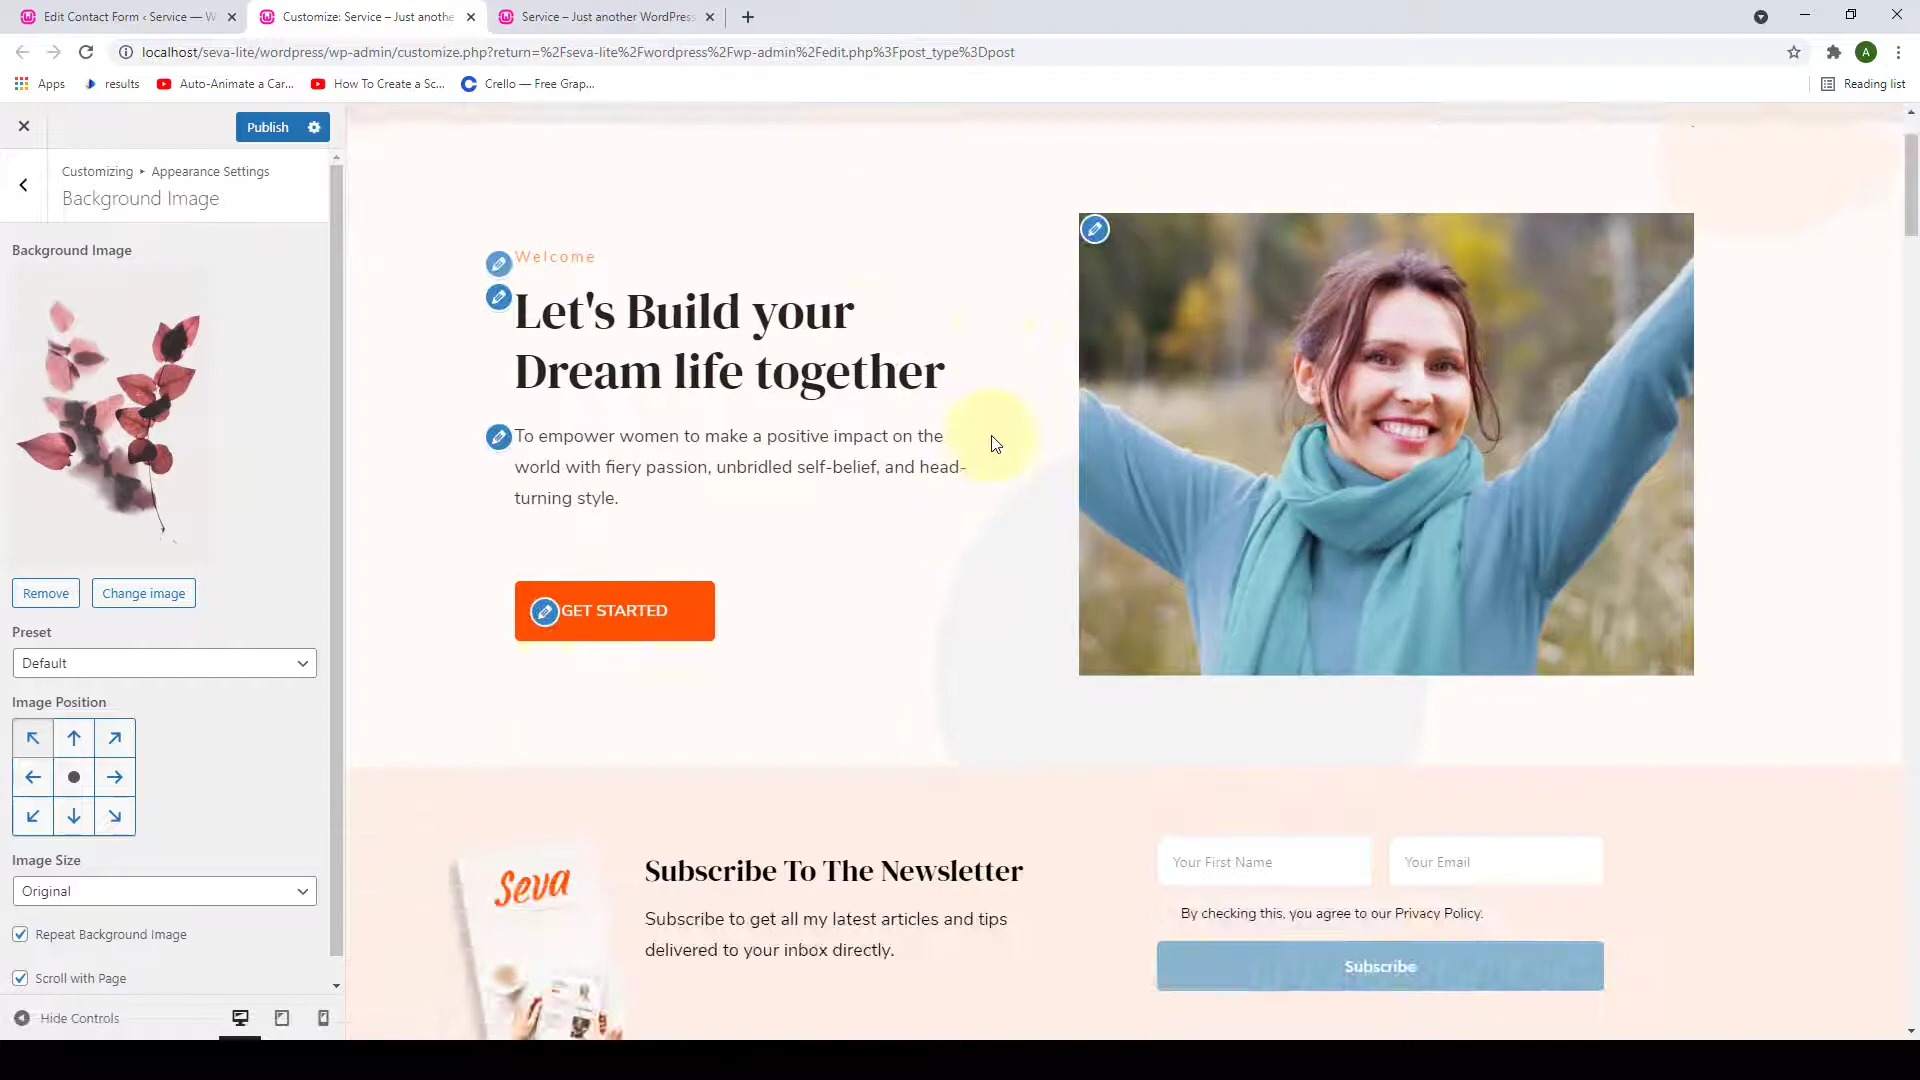 Edit Contact Form ‹ Service — W
Customize: Service – Just anothe
Service – Just another WordPress
localhost/seva-lite/wordpress/wp-admin/customize.php?return=%2Fseva-lite%2Fwordpress%2Fwp-admin%2Fedit.php%3Fpost_type%3Dpost
A
Apps
results
Auto-Animate a Car...
How To Create a Sc...
Crello — Free Grap...
Reading list
Publish
Customizing ▸ Appearance Settings
Background Image
Background Image
Remove
Change image
Preset
Default
Image Position
Image Size
Original
Repeat Background Image
Scroll with Page
Hide Controls
Welcome
Let's Build your
Dream life together
To empower women to make a positive impact on the
world with fiery passion, unbridled self-belief, and head-
turning style.
GET STARTED
Seva
Subscribe To The Newsletter
Subscribe to get all my latest articles and tips
delivered to your inbox directly.
Your First Name
Your Email
By checking this, you agree to our Privacy Policy.
Subscribe